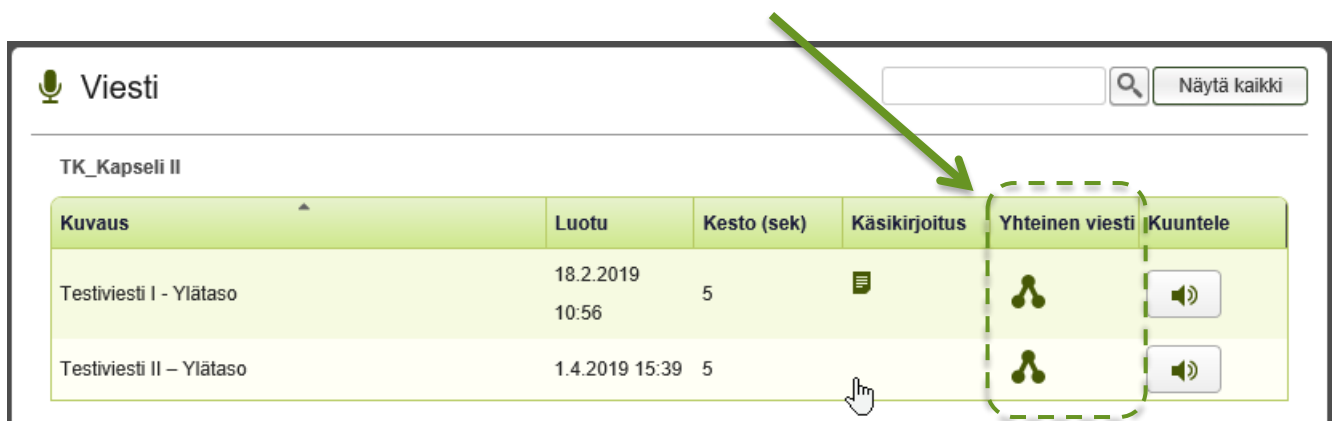 Viesti
Näytä kaikki
TK_Kapseli II
Kuvaus Luotu Kesto (sek) Käsikirjoitus Yhteinen viesti Kuuntele
Testiviesti I - Ylätaso 18.2.2019 10:56 5
Testiviesti II – Ylätaso 1.4.2019 15:39 5